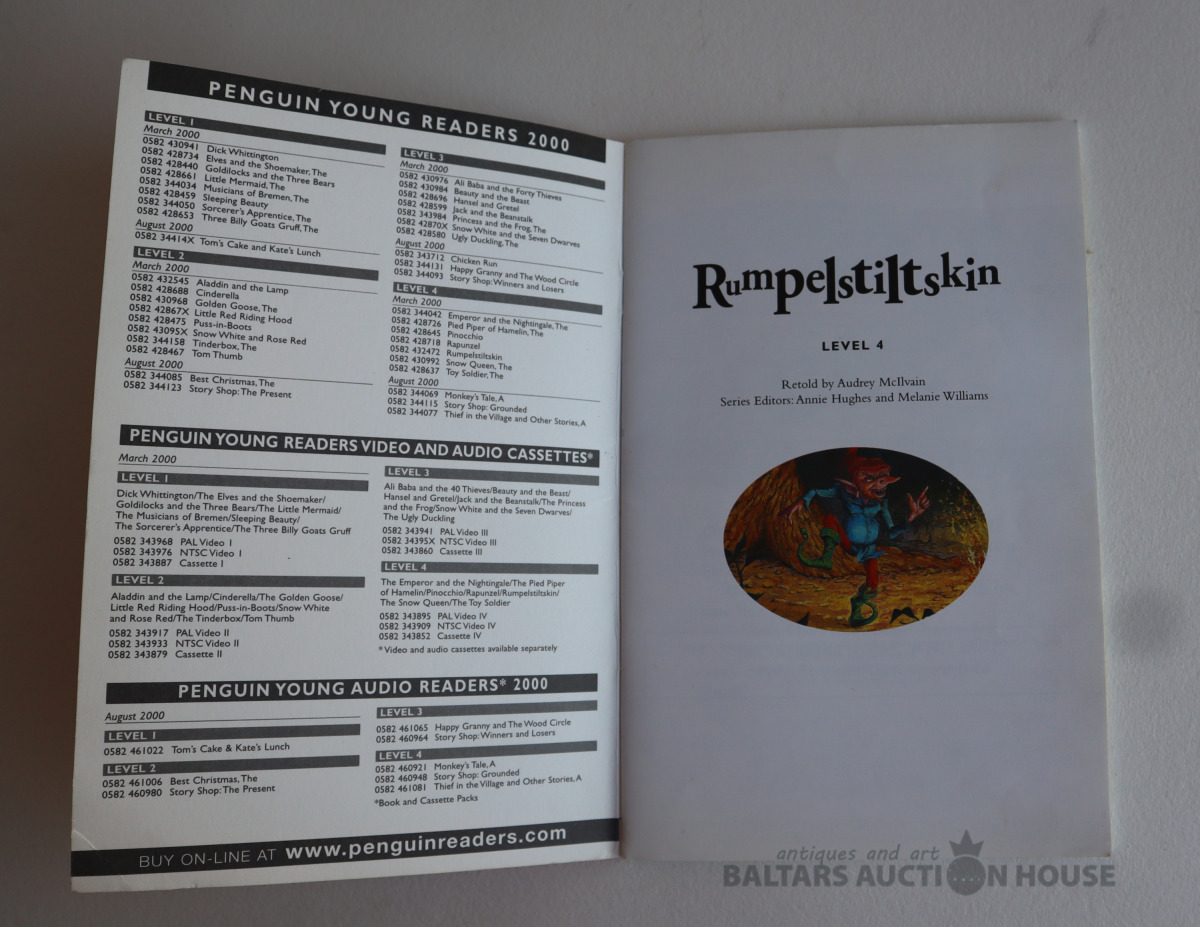 PENGUIN YOUNG READERS 2000
LEVEL 1
March 2000
0582 430941 Dick Whittington
0582 428734 Elves and the Shoemaker, The
0582 428440 Goldilocks and the Three Bears
0582 428661 Little Mermaid, The
0582 344034 Musicians of Bremen, The
0582 428459 Sleeping Beauty
0582 344050 Sorcerer's Apprentice, The
0582 428653 Three Billy Goats Gruff, The
August 2000
0582 34414X Tom's Cake and Kate's Lunch
LEVEL 2
March 2000
0582 432545 Aladdin and the Lamp
0582 428688 Cinderella
0582 430968 Golden Goose, The
0582 42867X Little Red Riding Hood
0582 428475 Puss-in-Boots
0582 43095X Snow White and Rose Red
0582 344158 Tinderbox, The
0582 428467 Tom Thumb
August 2000
0582 344085 Best Christmas, The
0582 344123 Story Shop: The Present
LEVEL 3
March 2000
0582 430976 Ali Baba and the Forty Thieves
0582 430984 Beauty and the Beast
0582 428696 Hansel and Gretel
0582 428599 Jack and the Beanstalk
0582 343984 Princess and the Frog, The
0582 42870X Snow White and the Seven Dwarves
0582 428580 Ugly Duckling, The
August 2000
0582 343712 Chicken Run
0582 344131 Happy Granny and The Wood Circle
0582 344093 Story Shop: Winners and Losers
LEVEL 4
March 2000
0582 344042 Emperor and the Nightingale, The
0582 428726 Pied Piper of Hamelin, The
0582 428645 Pinocchio
0582 428718 Rapunzel
0582 432472 Rumpelstiltskin
0582 430992 Snow Queen, The
0582 428637 Toy Soldier, The
August 2000
0582 344069 Monkey's Tale, A
0582 344115 Story Shop: Grounded
0582 344077 Thief in the Village and Other Stories, A
PENGUIN YOUNG READERS VIDEO AND AUDIO CASSETTES*
March 2000
LEVEL 1
Dick Whittington/The Elves and the Shoemaker/
Goldilocks and the Three Bears/The Little Mermaid/
The Musicians of Bremen/Sleeping Beauty/
The Sorcerer's Apprentice/The Three Billy Goats Gruff
0582 343968 PAL Video I
0582 343976 NTSC Video I
0582 343887 Cassette I
LEVEL 2
Aladdin and the Lamp/Cinderella/The Golden Goose/
Little Red Riding Hood/Puss-in-Boots/Snow White
and Rose Red/The Tinderbox/Tom Thumb
0582 343917 PAL Video II
0582 343933 NTSC Video II
0582 343879 Cassette II
LEVEL 3
Ali Baba and the 40 Thieves/Beauty and the Beast/
Hansel and Gretel/Jack and the Beanstalk/The Princess
and the Frog/Snow White and the Seven Dwarves/
The Ugly Duckling
0582 343941 PAL Video III
0582 34395X NTSC Video III
0582 343860 Cassette III
LEVEL 4
The Emperor and the Nightingale/The Pied Piper
of Hamelin/Pinocchio/Rapunzel/Rumpelstiltskin/
The Snow Queen/The Toy Soldier
0582 343895 PAL Video IV
0582 343909 NTSC Video IV
0582 343852 Cassette IV
*Video and audio cassettes available separately
PENGUIN YOUNG AUDIO READERS* 2000
August 2000
LEVEL 1
0582 461022 Tom's Cake & Kate's Lunch
LEVEL 2
0582 461006 Best Christmas, The
0582 460980 Story Shop: The Present
LEVEL 3
0582 461065 Happy Granny and The Wood Circle
0582 460964 Story Shop: Winners and Losers
LEVEL 4
0582 460921 Monkey's Tale, A
0582 460948 Story Shop: Grounded
0582 461081 Thief in the Village and Other Stories, A
*Book and Cassette Packs
BUY ON-LINE AT www.penguinreaders.com
Rumpelstiltskin
LEVEL 4
Retold by Audrey McIlvain
Series Editors: Annie Hughes and Melanie Williams
antiques and art
BALTARS AUCTION HOUSE